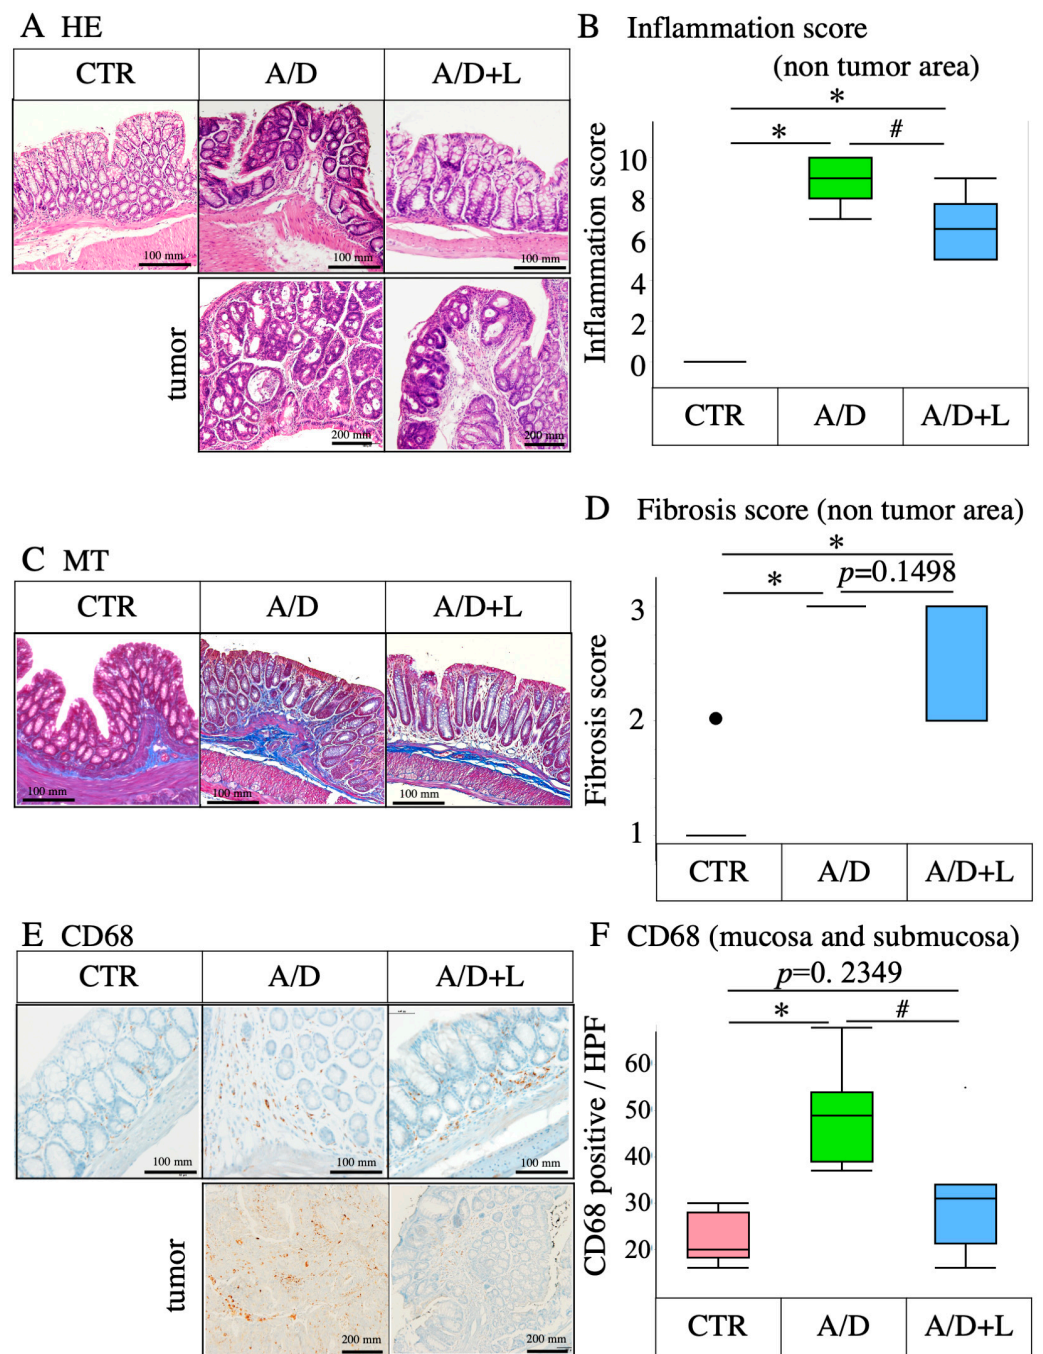 A HE
CTR A/D A/D+L
100 mm 100 mm 100 mm
tumor
200 mm 200 mm
B Inflammation score
(non tumor area)
*
* #
Inflammation score
10
8
6
4
2
0
CTR A/D A/D+L
C MT
CTR A/D A/D+L
100 mm 100 mm 100 mm
D Fibrosis score (non tumor area)
*
* p=0.1498
Fibrosis score
3
2
1
CTR A/D A/D+L
E CD68
CTR A/D A/D+L
100 mm 100 mm 100 mm
tumor
200 mm 200 mm
F CD68 (mucosa and submucosa)
p=0. 2349
* #
CD68 positive / HPF
60
50
40
30
20
CTR A/D A/D+L